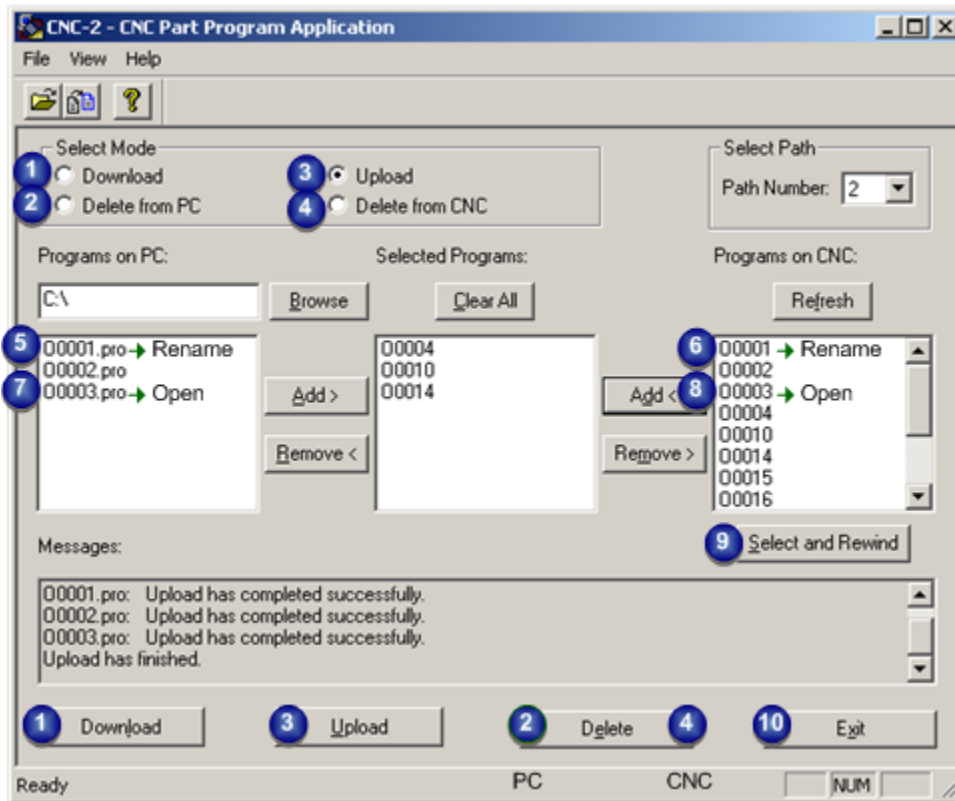 CNC-2 - CNC Part Program Application
File View Help
Select Mode
1 Download
3 Upload
2 Delete from PC
4 Delete from CNC
Select Path
Path Number: 2
Programs on PC:
Selected Programs:
Programs on CNC:
C:\
Browse
Clear All
Refresh
5 O0001.pro Rename
O0002.pro
7 O0003.pro Open
Add >
Remove <
O0004
O0010
O0014
Add <
Remove >
6 O0001 Rename
O0002
8 O0003 Open
O0004
O0010
O0014
O0015
O0016
9 Select and Rewind
Messages:
O0001.pro: Upload has completed successfully.
O0002.pro: Upload has completed successfully.
O0003.pro: Upload has completed successfully.
Upload has finished.
1 Download
3 Upload
2 Delete 4
10 Exit
Ready
PC
CNC
NUM